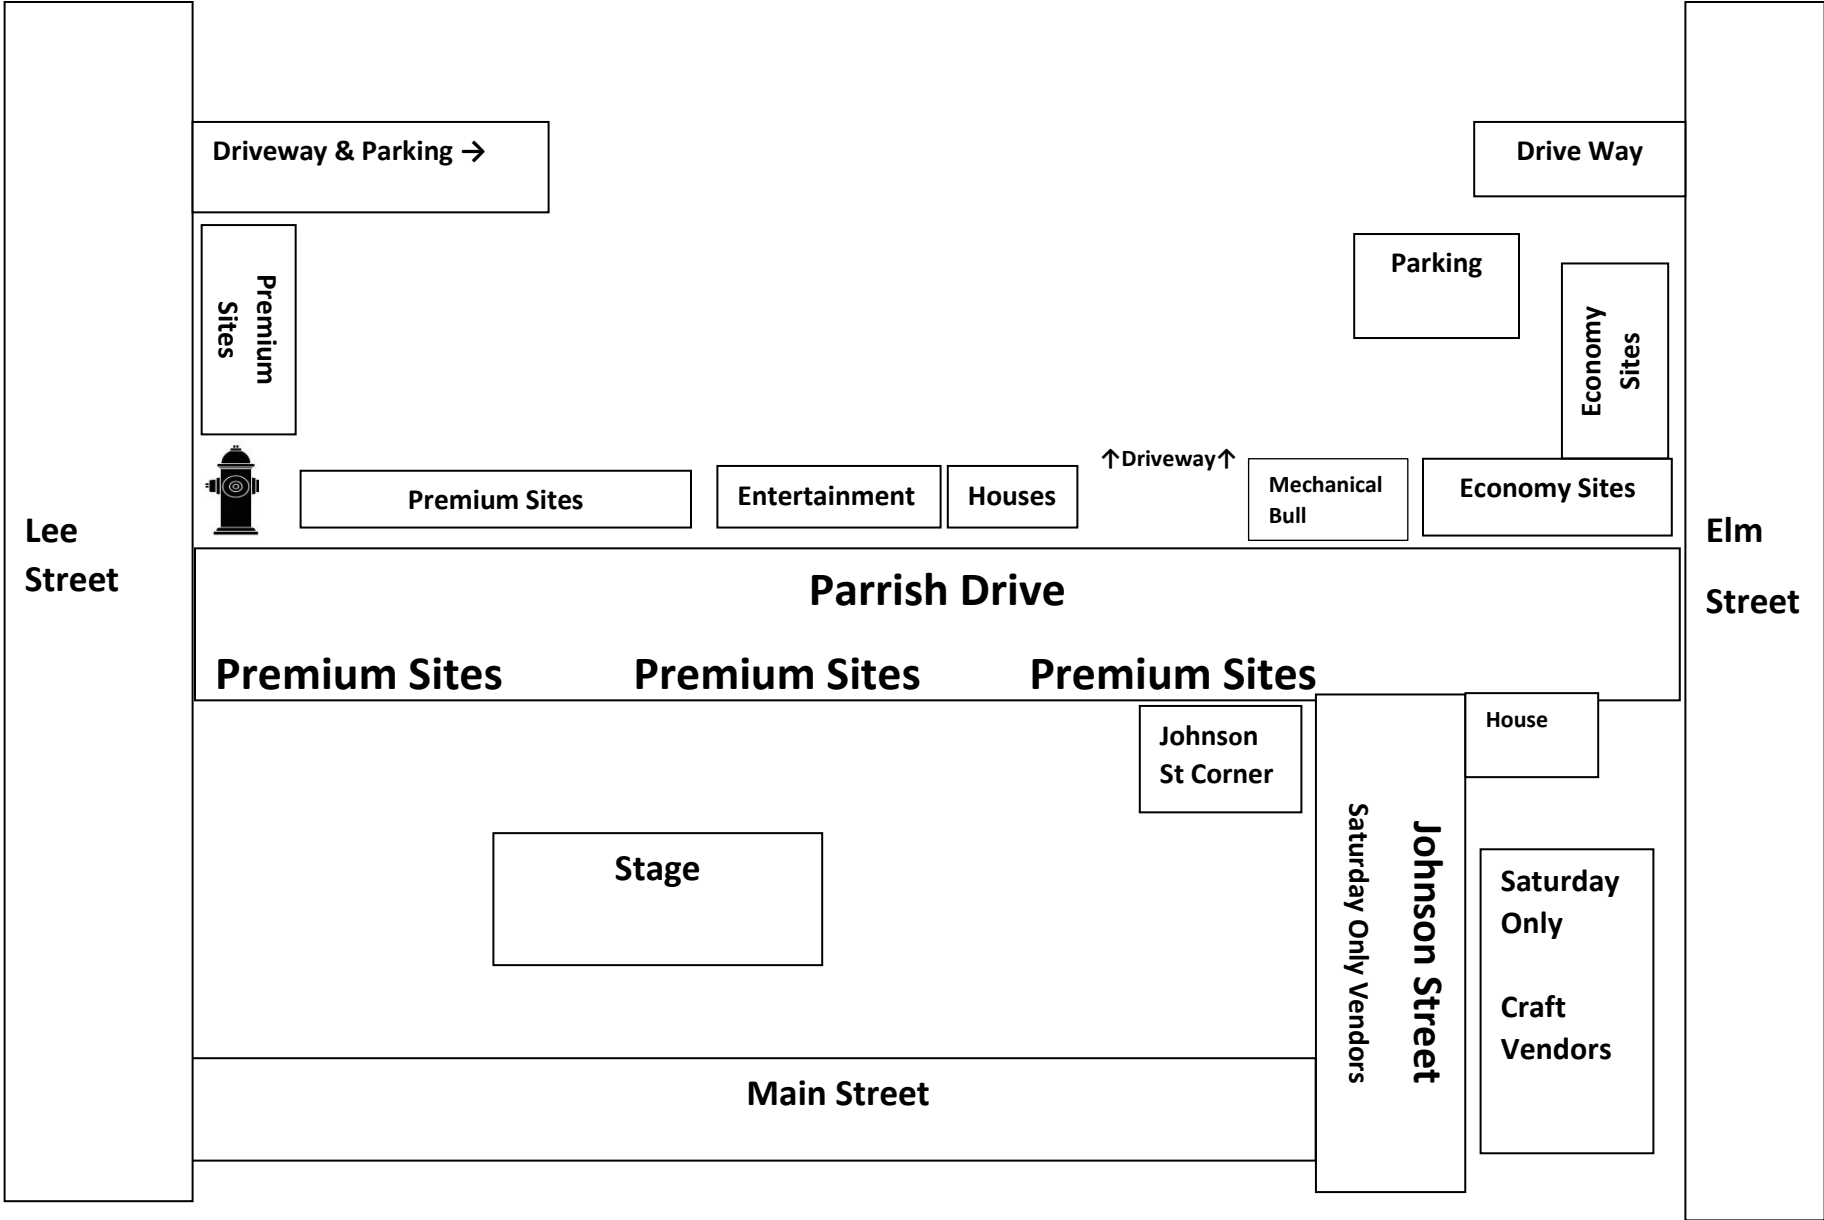 Driveway & Parking →
Drive Way
Parking
Premium
Sites
Economy
Sites
↑Driveway↑
Premium Sites
Entertainment
Houses
Mechanical
Bull
Economy Sites
Lee
Street
Elm
Street
Parrish Drive
Premium Sites
Premium Sites
Premium Sites
Johnson
St Corner
House
Stage
Saturday Only Vendors
Johnson Street
Saturday
Only
Craft
Vendors
Main Street